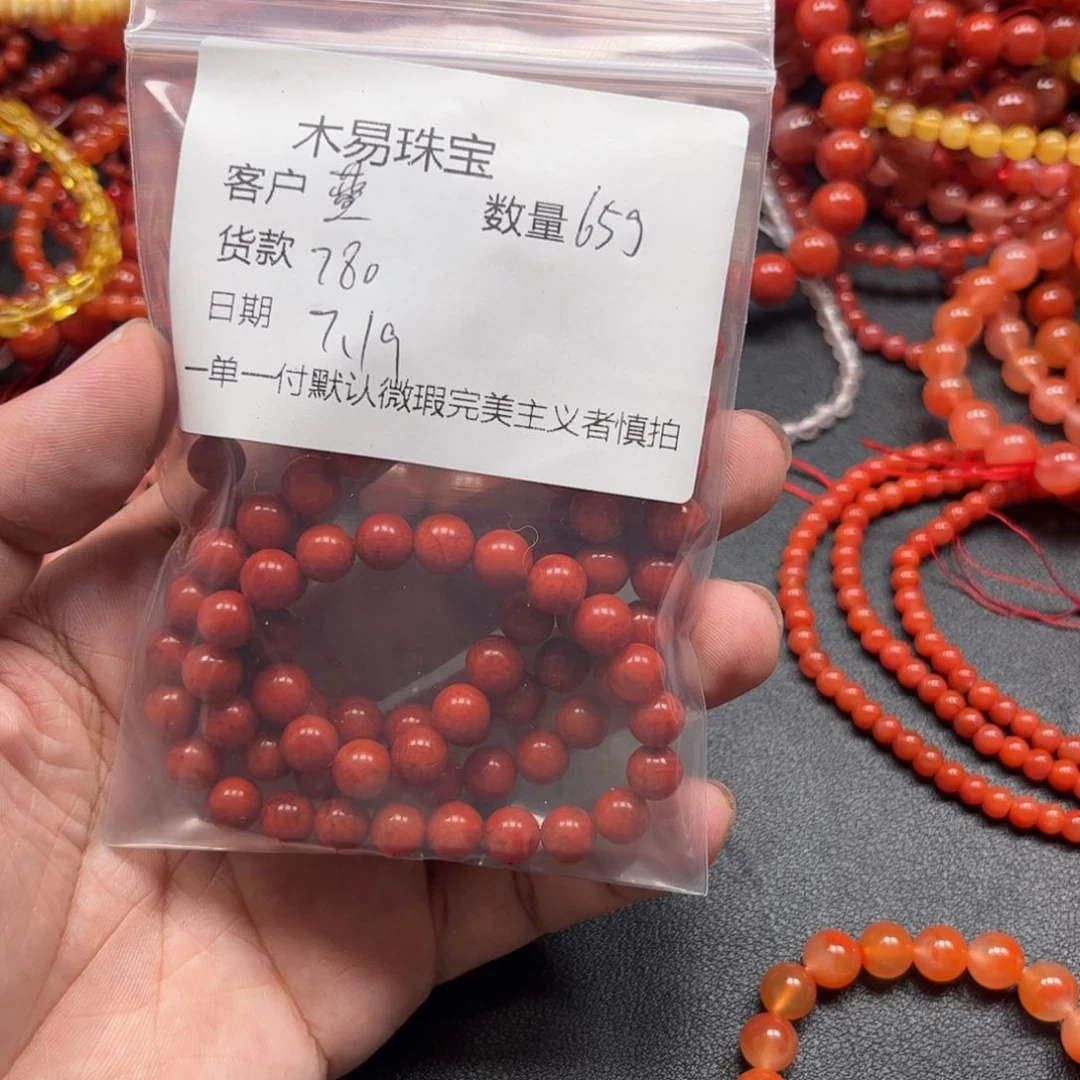 木易珠宝
客户 数量 65g
货款 780
日期 7.19
一单一付默认微瑕完美主义者慎拍